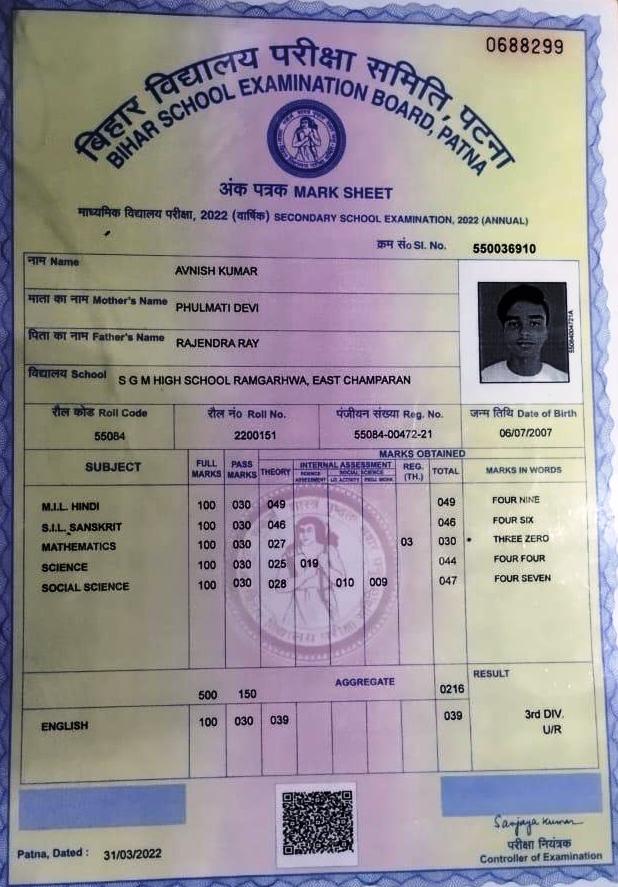 0688299
बिहार विद्यालय परीक्षा समिति, पटना
BIHAR SCHOOL EXAMINATION BOARD, PATNA
अंक पत्रक MARK SHEET
माध्यमिक विद्यालय परीक्षा, 2022 (वार्षिक) SECONDARY SCHOOL EXAMINATION, 2022 (ANNUAL)
क्रम सं० Sl. No. 550036910
नाम Name AVNISH KUMAR
माता का नाम Mother's Name PHULMATI DEVI
पिता का नाम Father's Name RAJENDRA RAY
विद्यालय School S G M HIGH SCHOOL RAMGARHWA, EAST CHAMPARAN
रौल कोड Roll Code रौल नं० Roll No. पंजीयन संख्या Reg. No. जन्म तिथि Date of Birth
55084 2200151 55084-00472-21 06/07/2007
MARKS OBTAINED
SUBJECT FULL MARKS PASS MARKS THEORY INTERNAL ASSESSMENT REG. (TH.) TOTAL MARKS IN WORDS
SCIENCE ASSESSMENT SOCIAL SCIENCE
M.I.L. HINDI 100 030 049 049 FOUR NINE
S.I.L. SANSKRIT 100 030 046 046 FOUR SIX
MATHEMATICS 100 030 027 03 030 * THREE ZERO
SCIENCE 100 030 025 019 044 FOUR FOUR
SOCIAL SCIENCE 100 030 028 010 009 047 FOUR SEVEN
AGGREGATE RESULT
500 150 0216
ENGLISH 100 030 039 039 3rd DIV.
U/R
Sanjaya Kumar
परीक्षा नियंत्रक
Patna, Dated : 31/03/2022 Controller of Examination